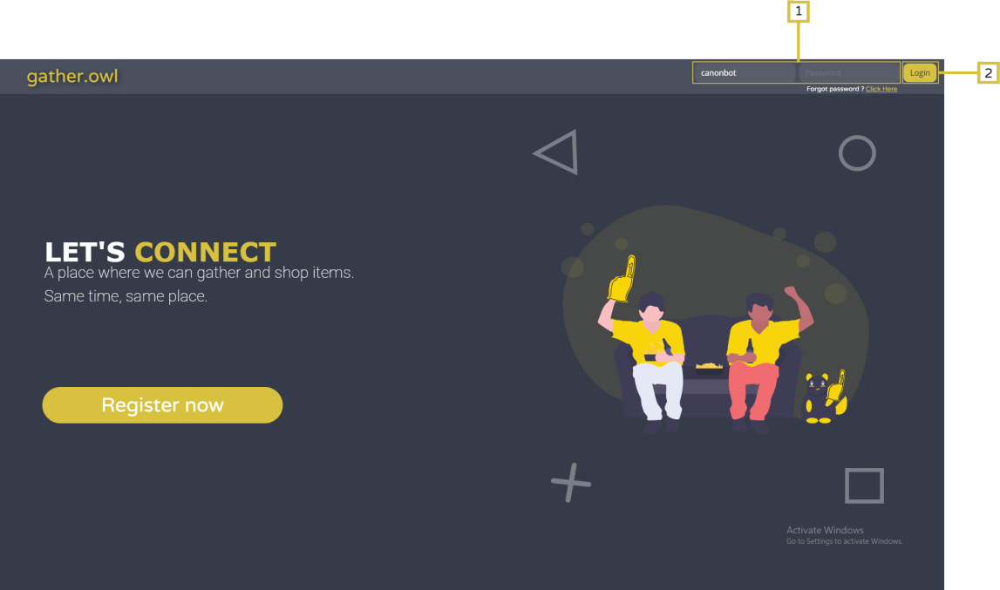 1
gather.owl
canonbot
Password
Login
2
Forgot password ? Click Here
LET'S CONNECT
A place where we can gather and shop items.
Same time, same place.
Register now
Activate Windows
Go to Settings to activate Windows.